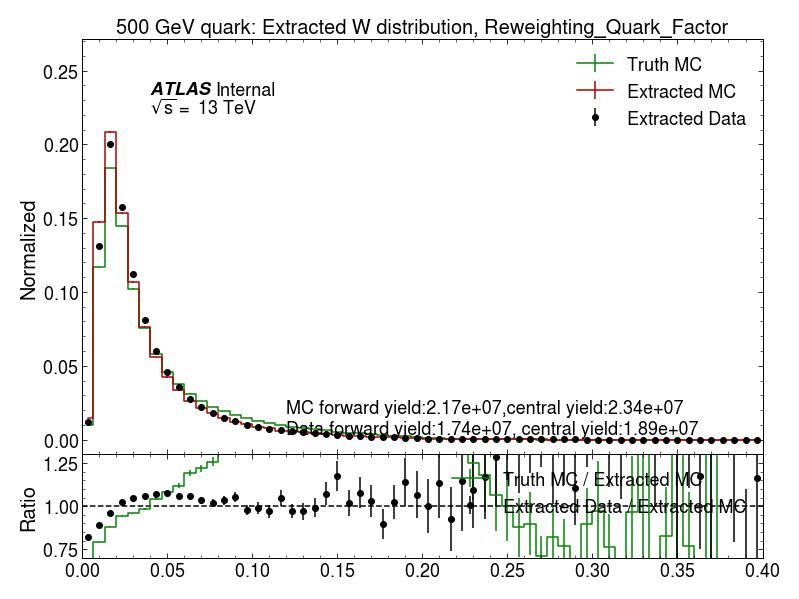 500 GeV quark: Extracted W distribution, Reweighting_Quark_Factor
Normalized
0.25
0.20
0.15
0.10
0.05
0.00
ATLAS Internal
√s = 13 TeV
Truth MC
Extracted MC
Extracted Data
MC forward yield:2.17e+07,central yield:2.34e+07
Data forward yield:1.74e+07, central yield:1.89e+07
Ratio
1.25
1.00
0.75
Truth MC / Extracted MC
Extracted Data / Extracted MC
0.00 0.05 0.10 0.15 0.20 0.25 0.30 0.35 0.40